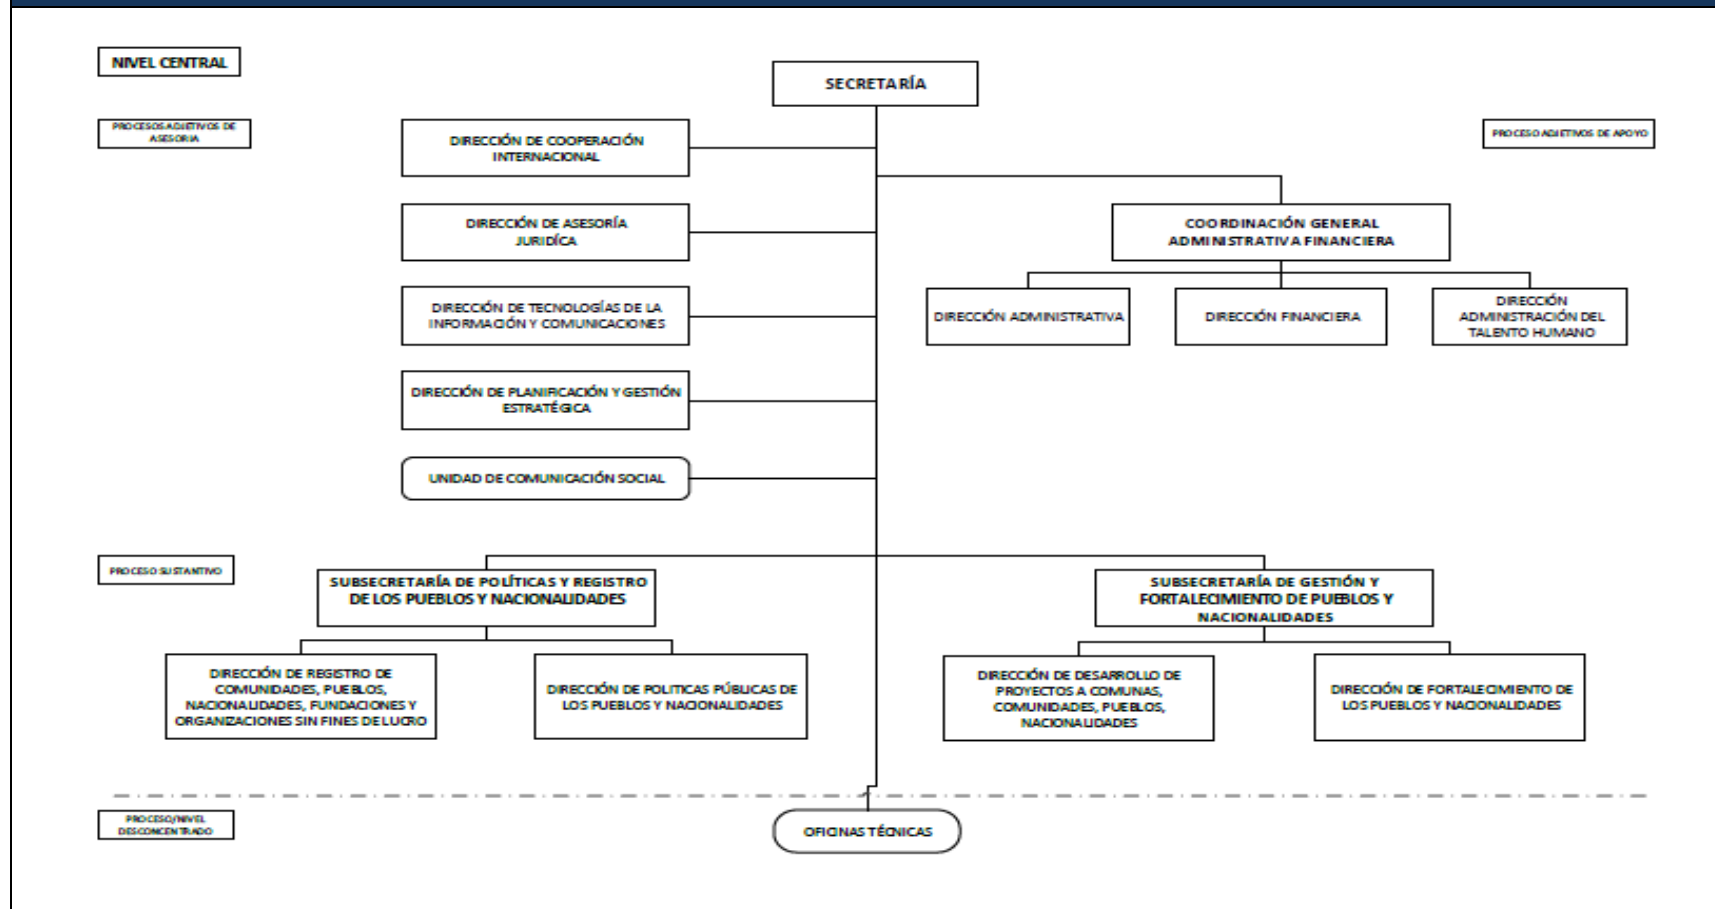 NIVEL CENTRAL
SECRETARÍA
PROCESOS ADJETIVOS DE
ASESORIA
PROCESO ADJETIVOS DE APOYO
DIRECCIÓN DE COOPERACIÓN
INTERNACIONAL
DIRECCIÓN DE ASESORÍA
JURIDÍCA
COORDINACIÓN GENERAL
ADMINISTRATIVA FINANCIERA
DIRECCIÓN DE TECNOLOGÍAS DE LA
INFORMACIÓN Y COMUNICACIONES
DIRECCIÓN ADMINISTRATIVA
DIRECCIÓN FINANCIERA
DIRECCIÓN
ADMINISTRACIÓN DEL
TALENTO HUMANO
DIRECCIÓN DE PLANIFICACIÓN Y GESTIÓN
ESTRATÉGICA
UNIDAD DE COMUNICACIÓN SOCIAL
PROCESO SUSTANTIVO
SUBSECRETARÍA DE POLÍTICAS Y REGISTRO
DE LOS PUEBLOS Y NACIONALIDADES
SUBSECRETARÍA DE GESTIÓN Y
FORTALECIMIENTO DE PUEBLOS Y
NACIONALIDADES
DIRECCIÓN DE REGISTRO DE
COMUNIDADES, PUEBLOS,
NACIONALIDADES, FUNDACIONES Y
ORGANIZACIONES SIN FINES DE LUCRO
DIRECCIÓN DE POLITICAS PÚBLICAS DE
LOS PUEBLOS Y NACIONALIDADES
DIRECCIÓN DE DESARROLLO DE
PROYECTOS A COMUNAS,
COMUNIDADES, PUEBLOS,
NACIONALIDADES
DIRECCIÓN DE FORTALECIMIENTO DE
LOS PUEBLOS Y NACIONALIDADES
PROCESO/NIVEL
DESCONCENTRADO
OFICINAS TÉCNICAS